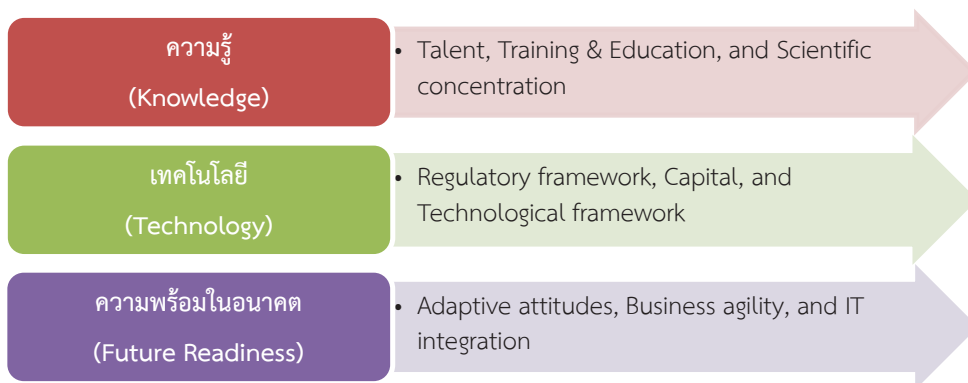 ความรู้
(Knowledge)
• Talent, Training & Education, and Scientific
concentration
เทคโนโลยี
(Technology)
• Regulatory framework, Capital, and
Technological framework
ความพร้อมในอนาคต
(Future Readiness)
• Adaptive attitudes, Business agility, and IT
integration